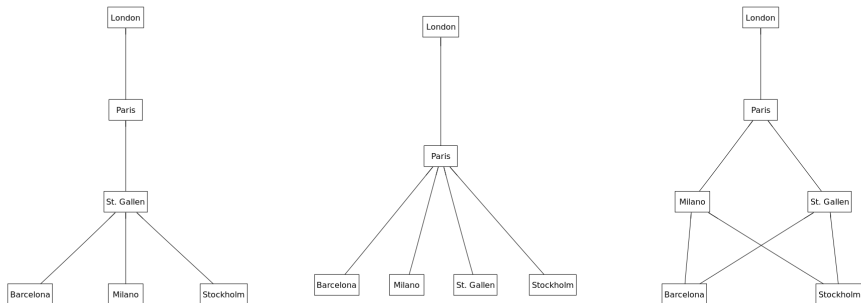 London
Paris
St. Gallen
Barcelona
Milano
Stockholm
London
Paris
Barcelona
Milano
St. Gallen
Stockholm
London
Paris
Milano
St. Gallen
Barcelona
Stockholm